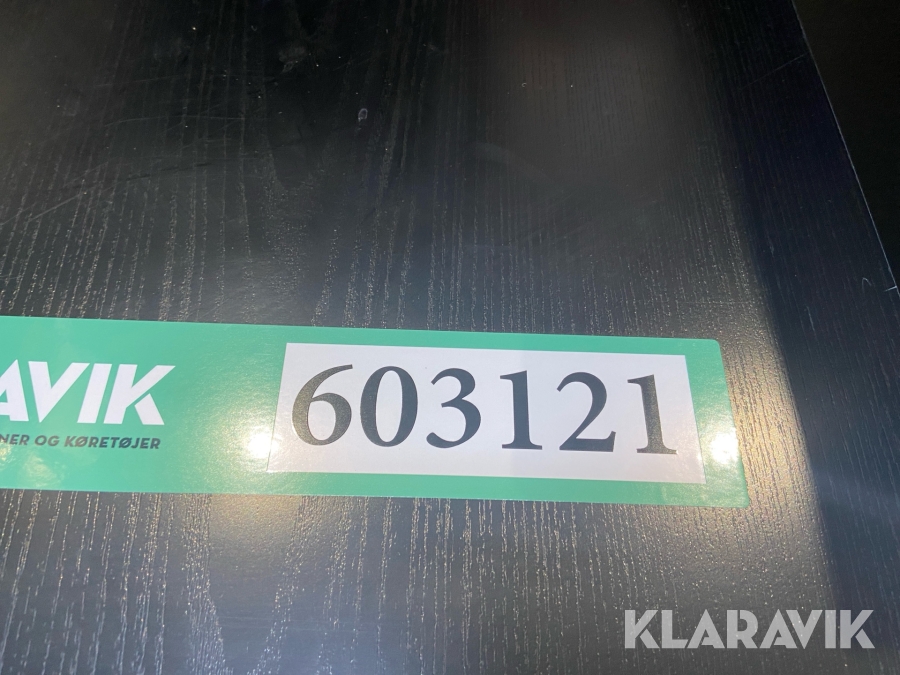 AVIK
NER OG KØRETØJER
603121
KLARAVIK